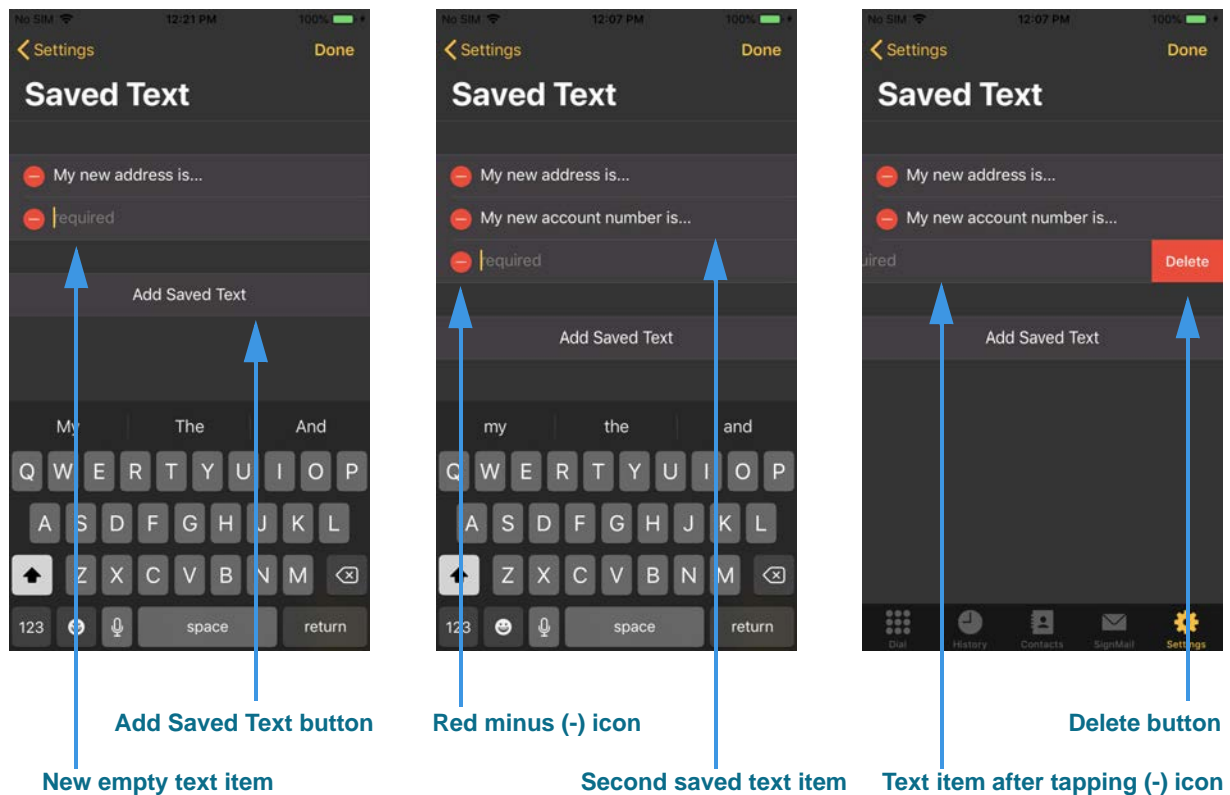 No SIM 12:21 PM 100%
Settings Done
Saved Text
My new address is...
required
Add Saved Text
My The And
Q W E R T Y U I O P
A S D F G H J K L
Z X C V B N M
123 space return
No SIM 12:07 PM 100%
Settings Done
Saved Text
My new address is...
My new account number is...
required
Add Saved Text
my the and
Q W E R T Y U I O P
A S D F G H J K L
Z X C V B N M
123 space return
No SIM 12:07 PM 100%
Settings Done
Saved Text
My new address is...
My new account number is...
uired Delete
Add Saved Text
Dial History Contacts SignMail Settings
Add Saved Text button
Red minus (-) icon
Delete button
New empty text item
Second saved text item
Text item after tapping (-) icon